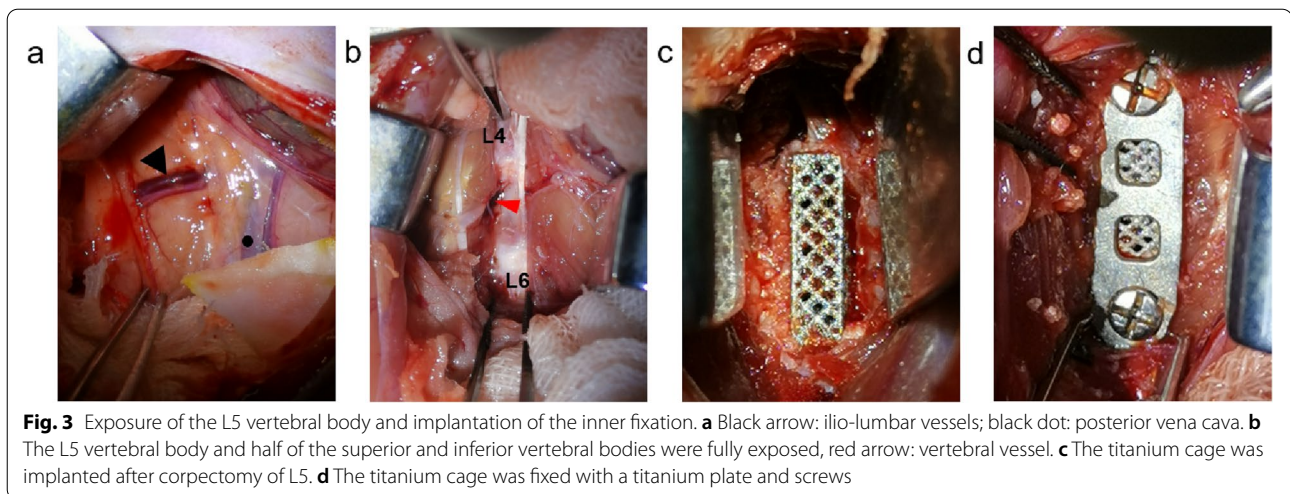 a
b
c
d
L4
L6
Fig. 3 Exposure of the L5 vertebral body and implantation of the inner fixation. a Black arrow: ilio-lumbar vessels; black dot: posterior vena cava. b
The L5 vertebral body and half of the superior and inferior vertebral bodies were fully exposed, red arrow: vertebral vessel. c The titanium cage was
implanted after corpectomy of L5. d The titanium cage was fixed with a titanium plate and screws